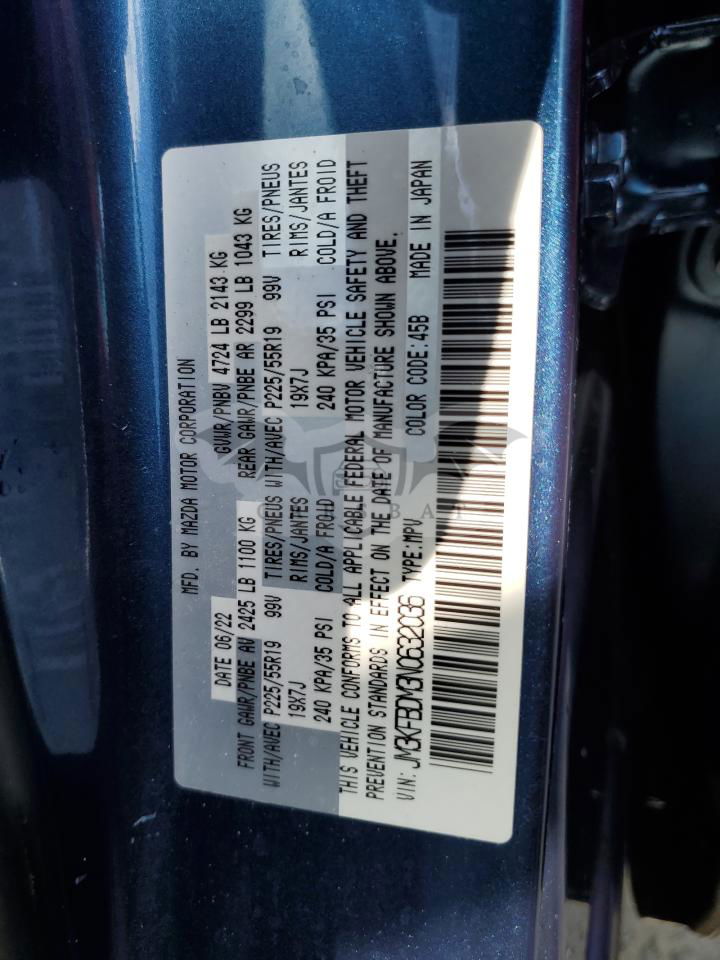 MFD. BY MAZDA MOTOR CORPORATION
DATE 06/22 GVWR/PNBV 4724 LB 2143 KG
FRONT GAWR/PNBE AV 2425 LB 1100 KG REAR GAWR/PNBE AR 2299 LB 1043 KG
WITH/AVEC P225/55R19 99V TIRES/PNEUS WITH/AVEC P225/55R19 99V TIRES/PNEUS
19X7J RIMS/JANTES 19X7J RIMS/JANTES
240 KPA/35 PSI COLD/A FROID 240 KPA/35 PSI COLD/A FROID
THIS VEHICLE CONFORMS TO ALL APPLICABLE FEDERAL MOTOR VEHICLE SAFETY AND THEFT
PREVENTION STANDARDS IN EFFECT ON THE DATE OF MANUFACTURE SHOWN ABOVE.
VIN: JM3KFBDM3N0632036 TYPE:MPV COLOR CODE:45B MADE IN JAPAN